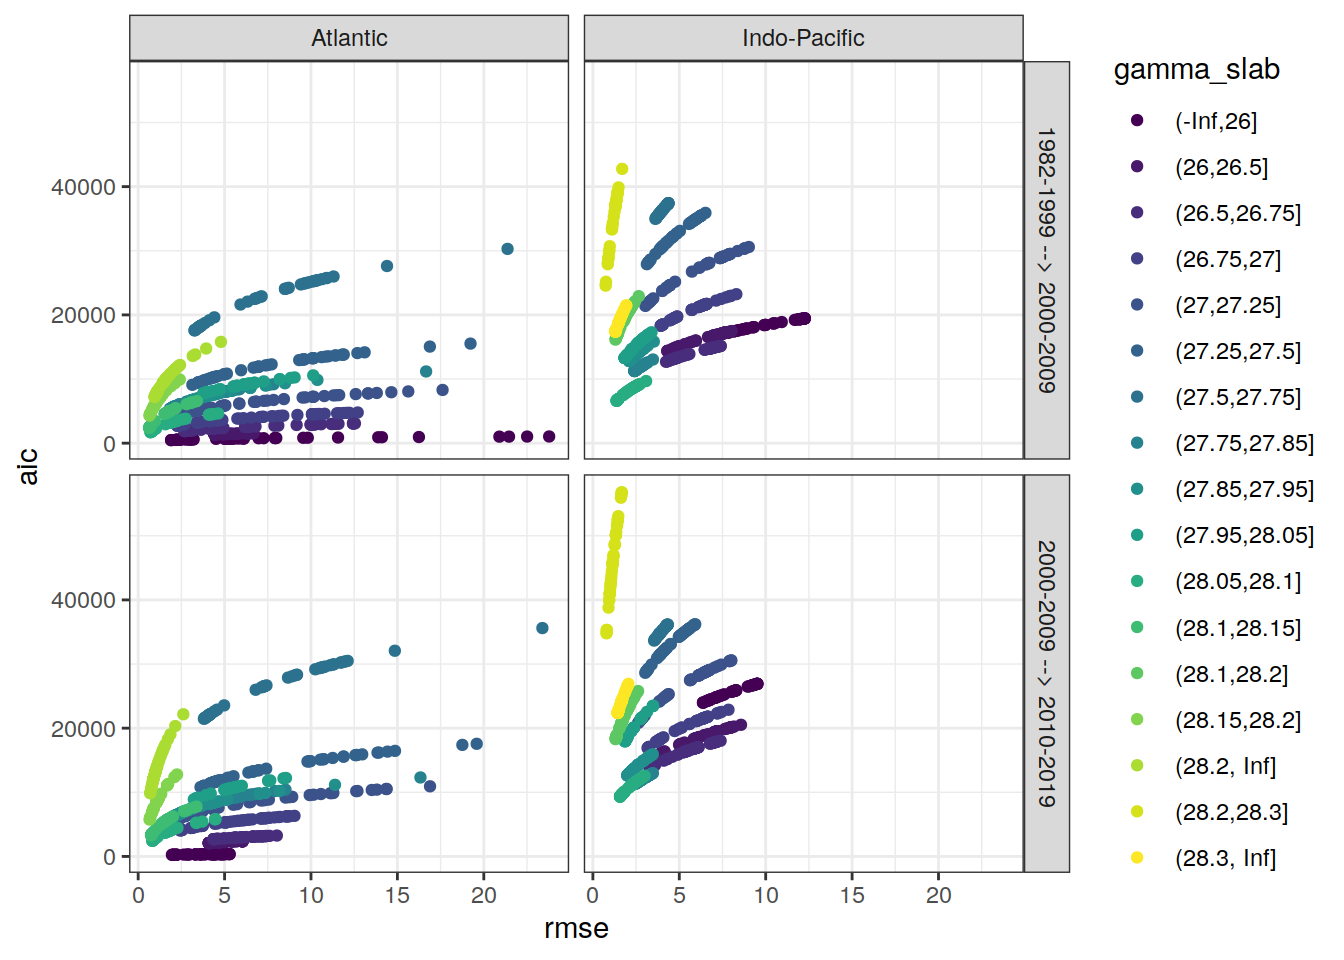 Atlantic
Indo-Pacific
1982-1999 --> 2000-2009
2000-2009 --> 2010-2019
aic
40000
20000
0
40000
20000
0
0 5 10 15 20
0 5 10 15 20
rmse
gamma_slab
(-Inf,26]
(26,26.5]
(26.5,26.75]
(26.75,27]
(27,27.25]
(27.25,27.5]
(27.5,27.75]
(27.75,27.85]
(27.85,27.95]
(27.95,28.05]
(28.05,28.1]
(28.1,28.15]
(28.1,28.2]
(28.15,28.2]
(28.2, Inf]
(28.2,28.3]
(28.3, Inf]